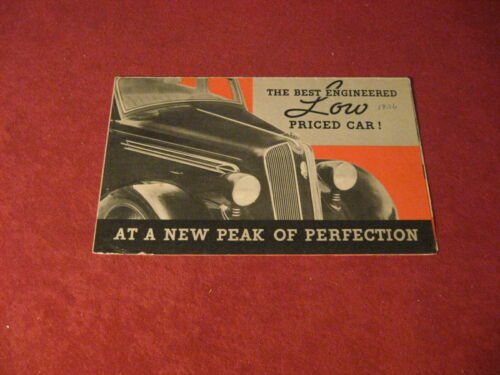 THE BEST ENGINEERED
Low 1936
PRICED CAR!
AT A NEW PEAK OF PERFECTION